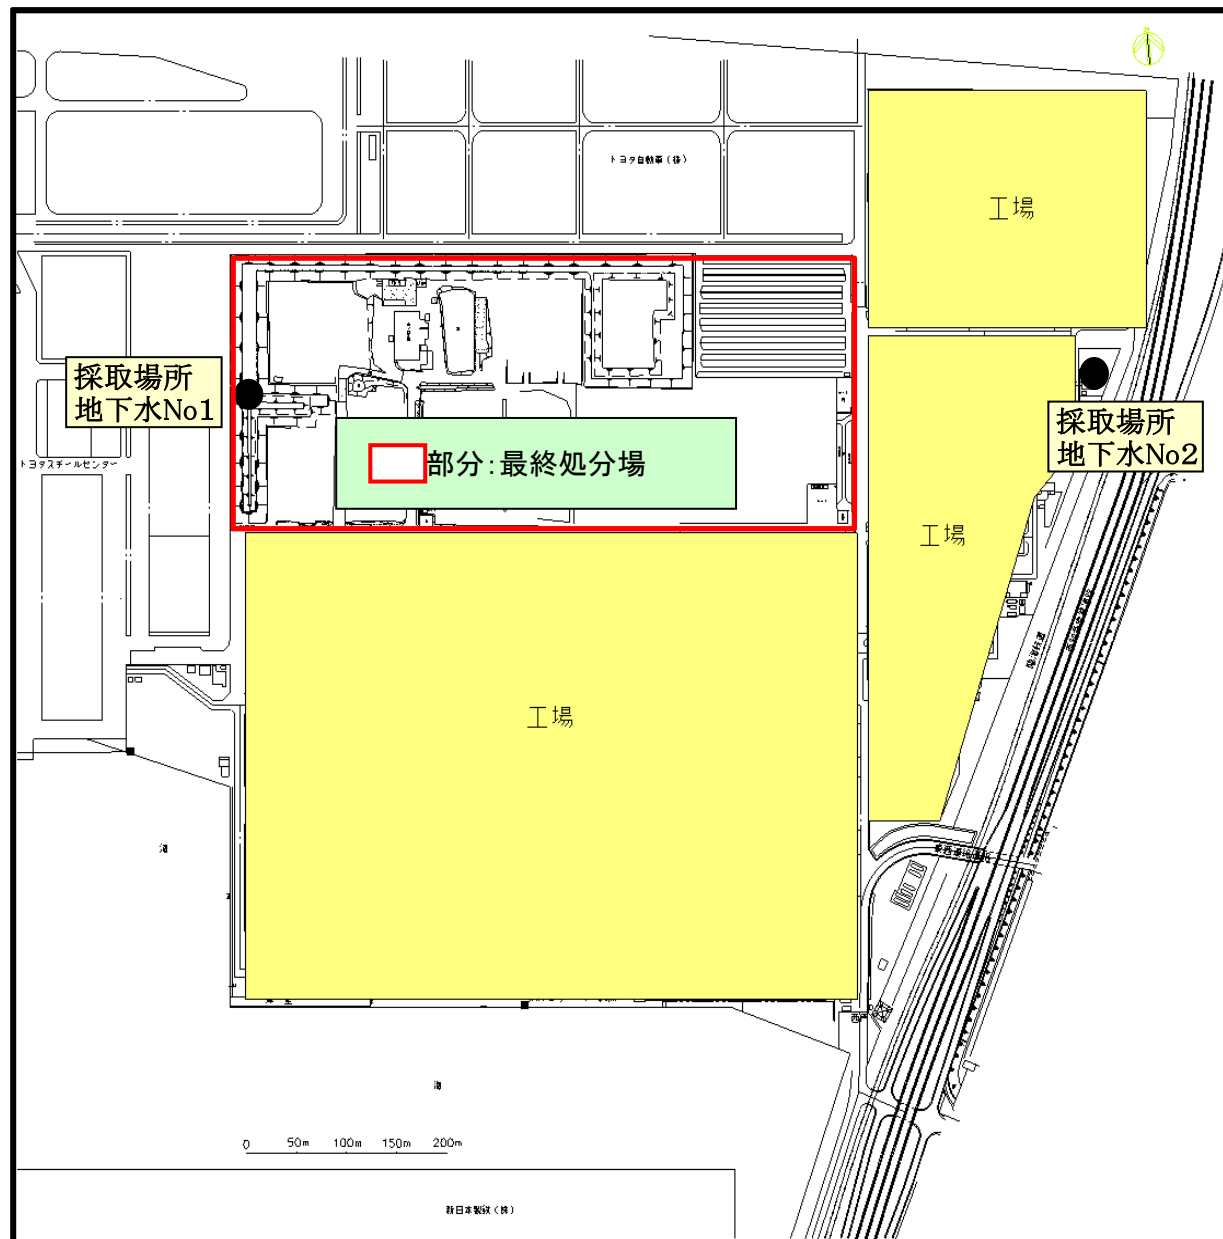 トヨタ自動車(株)
工場
採取場所
地下水No1
採取場所
地下水No2
トヨタスチールセンター
部分:最終処分場
工場
工場
海
海
0 50m 100m 150m 200m
新日本製鉄(株)